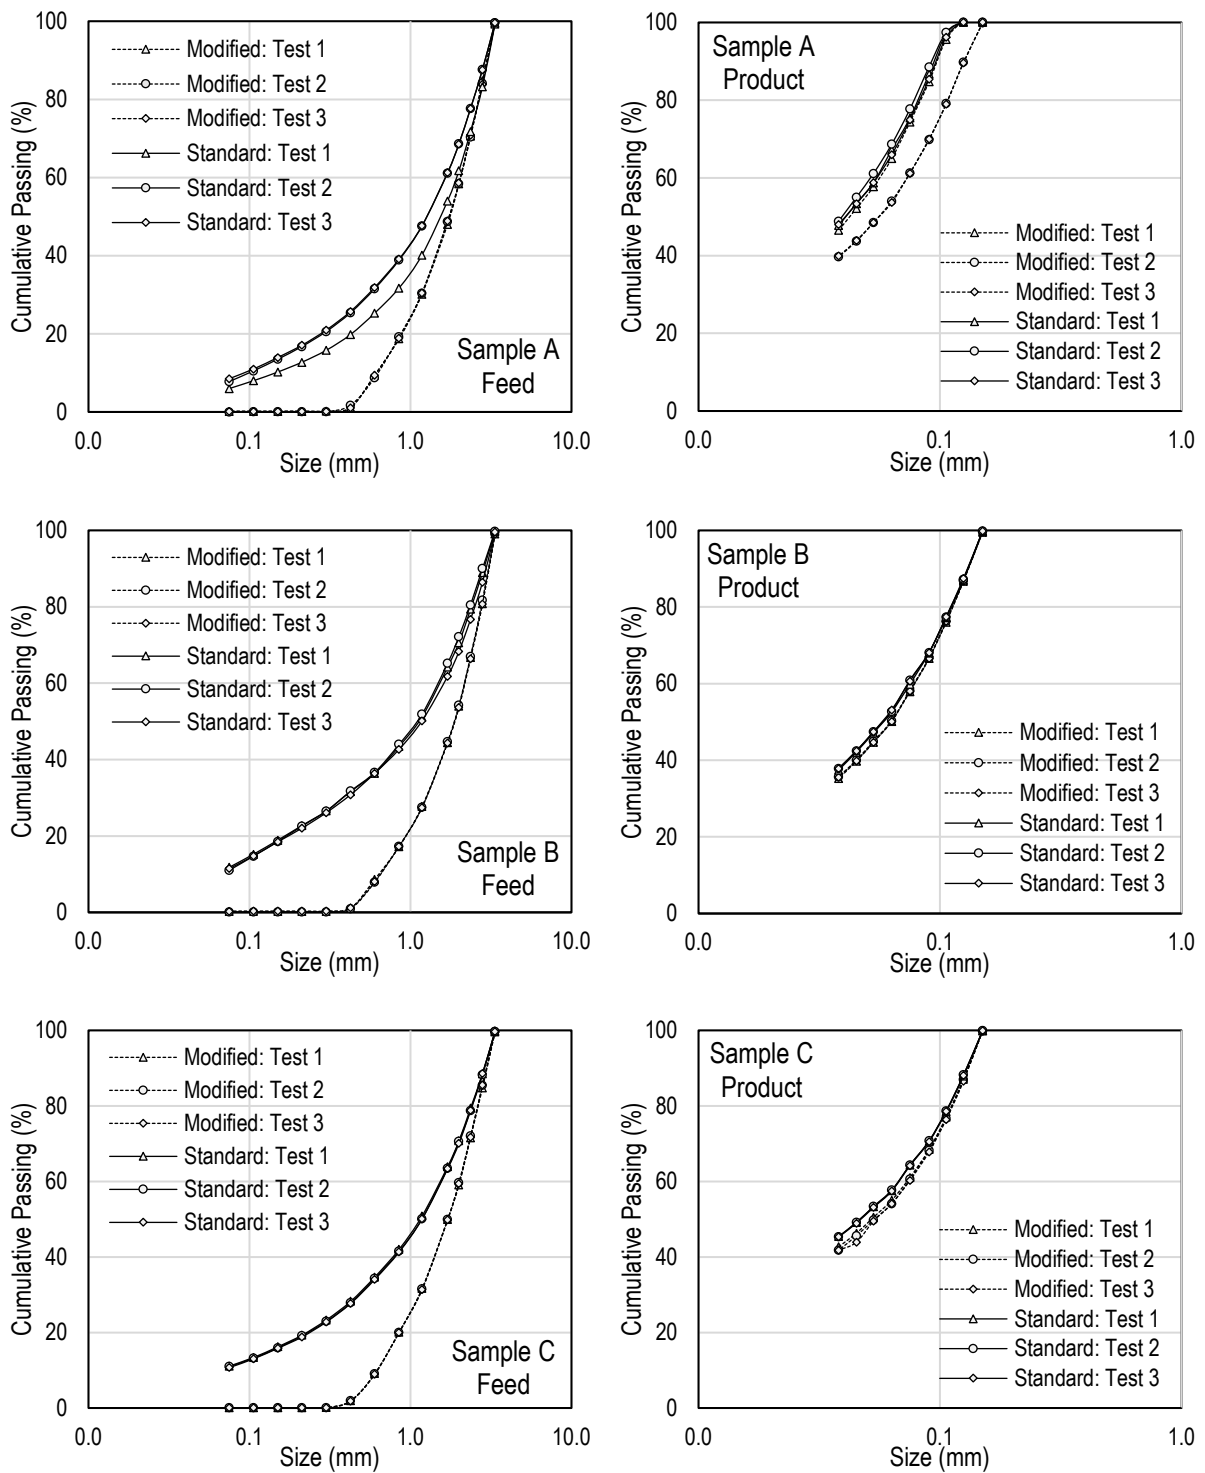 Cumulative Passing (%)
100
80
60
40
20
0
Modified: Test 1
Modified: Test 2
Modified: Test 3
Standard: Test 1
Standard: Test 2
Standard: Test 3
Sample A
Feed
0.0
0.1
1.0
10.0
Size (mm)
Cumulative Passing (%)
100
80
60
40
20
0
Sample A
Product
Modified: Test 1
Modified: Test 2
Modified: Test 3
Standard: Test 1
Standard: Test 2
Standard: Test 3
0.0
0.1
1.0
Size (mm)
Cumulative Passing (%)
100
80
60
40
20
0
Modified: Test 1
Modified: Test 2
Modified: Test 3
Standard: Test 1
Standard: Test 2
Standard: Test 3
Sample B
Feed
0.0
0.1
1.0
10.0
Size (mm)
Cumulative Passing (%)
100
80
60
40
20
0
Sample B
Product
Modified: Test 1
Modified: Test 2
Modified: Test 3
Standard: Test 1
Standard: Test 2
Standard: Test 3
0.0
0.1
1.0
Size (mm)
Cumulative Passing (%)
100
80
60
40
20
0
Modified: Test 1
Modified: Test 2
Modified: Test 3
Standard: Test 1
Standard: Test 2
Standard: Test 3
Sample C
Feed
0.0
0.1
1.0
10.0
Size (mm)
Cumulative Passing (%)
100
80
60
40
20
0
Sample C
Product
Modified: Test 1
Modified: Test 2
Modified: Test 3
Standard: Test 1
Standard: Test 2
Standard: Test 3
0.0
0.1
1.0
Size (mm)